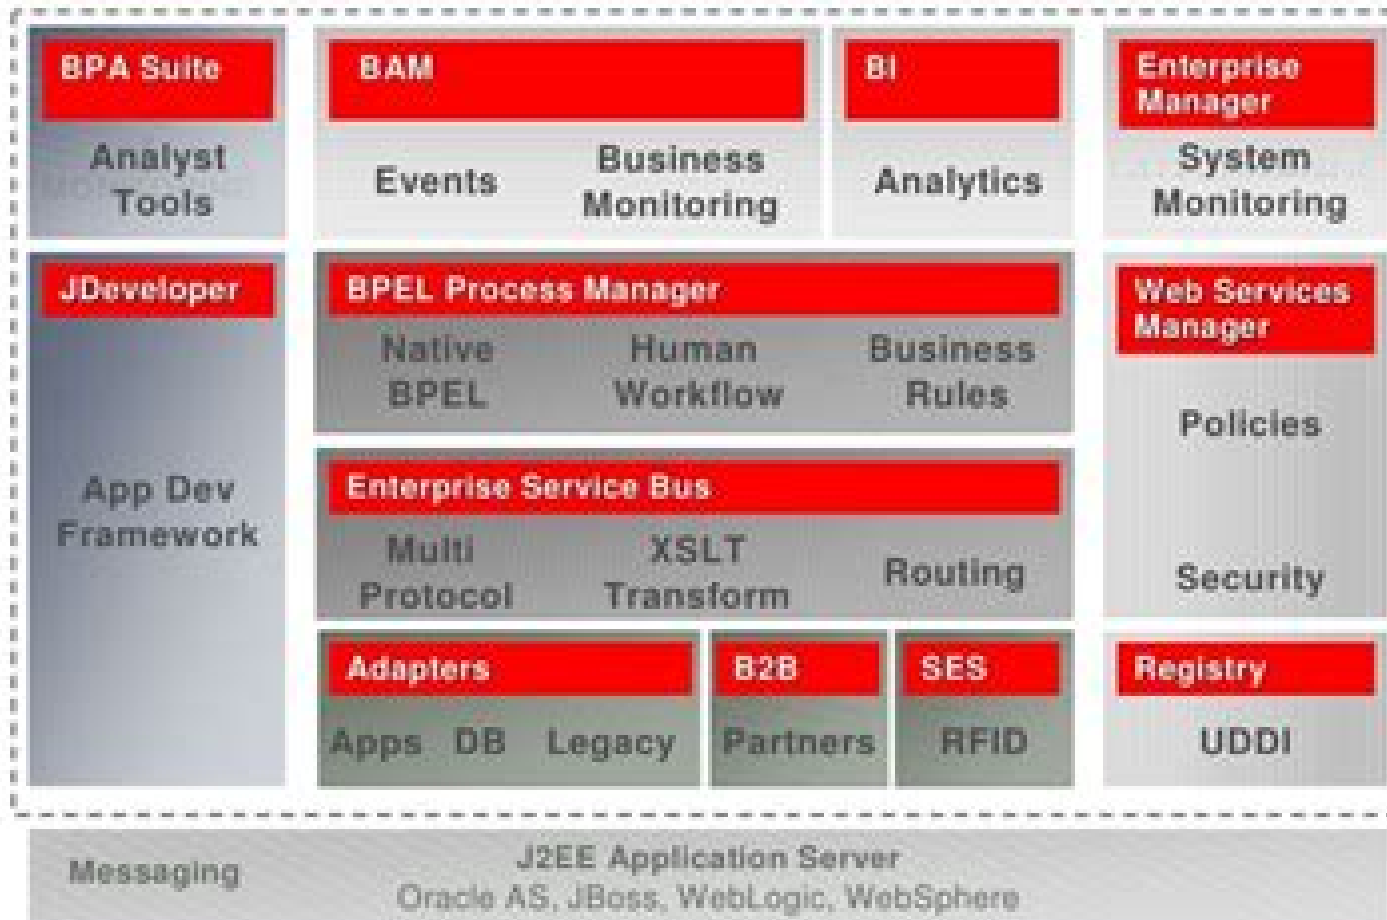 BPA Suite
Analyst
Tools
BAM
Events
Business
Monitoring
BI
Analytics
Enterprise
Manager
System
Monitoring
JDeveloper
App Dev
Framework
BPEL Process Manager
Native
BPEL
Human
Workflow
Business
Rules
Web Services
Manager
Policies
Security
Enterprise Service Bus
Multi
Protocol
XSLT
Transform
Routing
Adapters
Apps DB Legacy
B2B
Partners
SES
RFID
Registry
UDDI
Messaging
J2EE Application Server
Oracle AS, JBoss, WebLogic, WebSphere